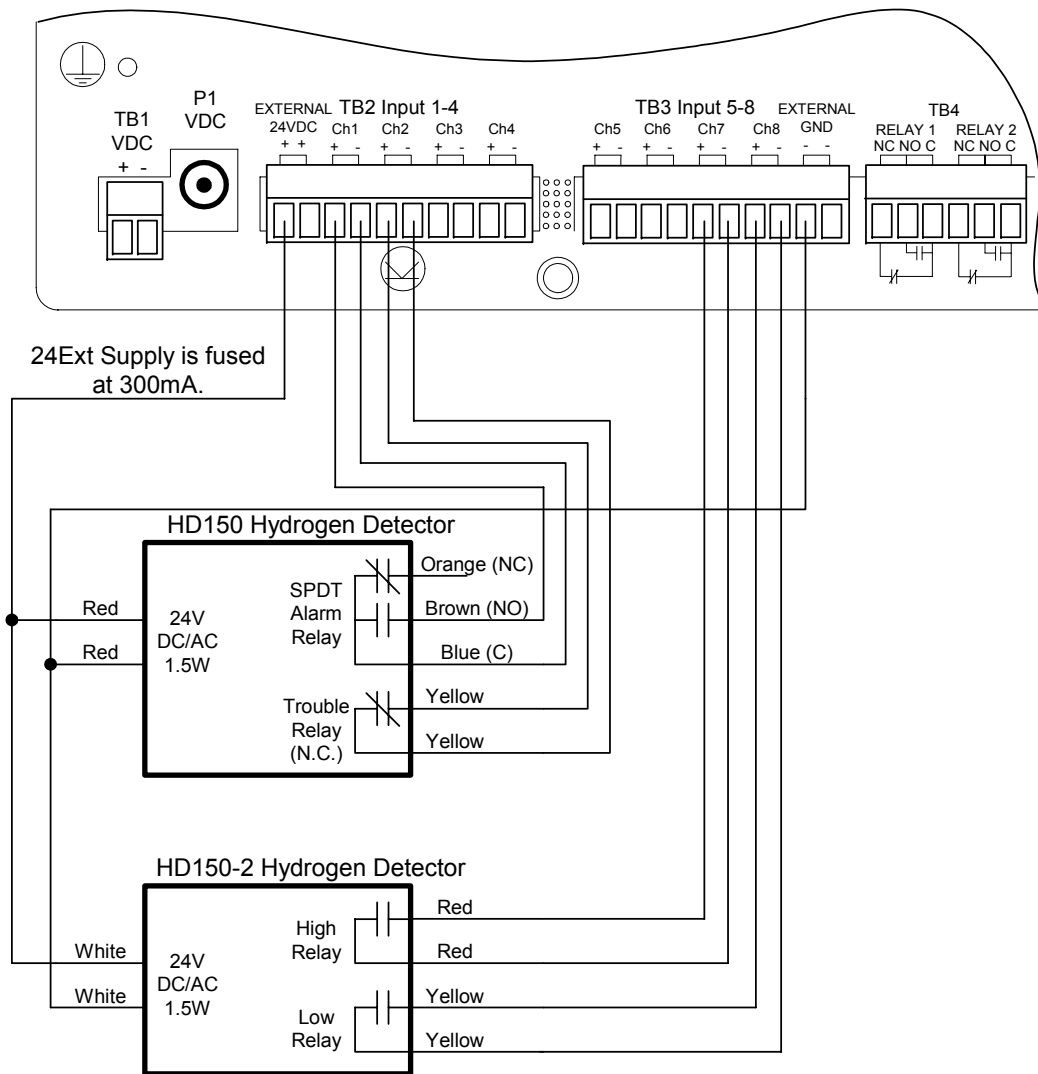 P1
VDC
TB1
VDC
+ -
EXTERNAL
24VDC
+ +
TB2 Input 1-4
Ch1
+ -
Ch2
+ -
Ch3
+ -
Ch4
+ -
TB3 Input 5-8
Ch5
+ -
Ch6
+ -
Ch7
+ -
Ch8
+ -
EXTERNAL
GND
- -
TB4
RELAY 1
NC NO C
RELAY 2
NC NO C
24Ext Supply is fused
at 300mA.
HD150 Hydrogen Detector
Red
Red
24V
DC/AC
1.5W
SPDT
Alarm
Relay
Orange (NC)
Brown (NO)
Blue (C)
Trouble
Relay
(N.C.)
Yellow
Yellow
HD150-2 Hydrogen Detector
White
White
24V
DC/AC
1.5W
High
Relay
Red
Red
Low
Relay
Yellow
Yellow